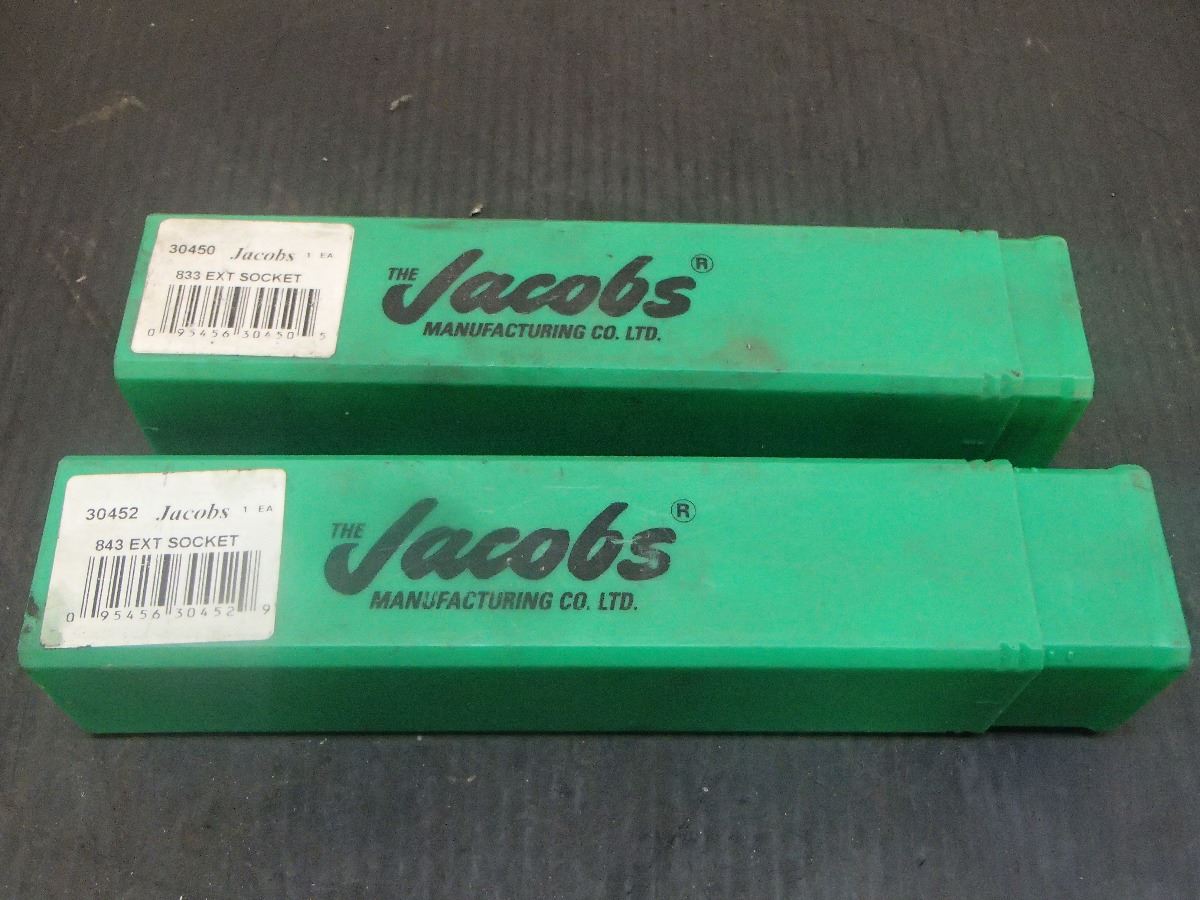 30450 Jacobs 1 EA
833 EXT SOCKET
0 95456 30450 5
THE Jacobs ®
MANUFACTURING CO. LTD.
30452 Jacobs 1 EA
843 EXT SOCKET
0 95456 30452 9
THE Jacobs ®
MANUFACTURING CO. LTD.